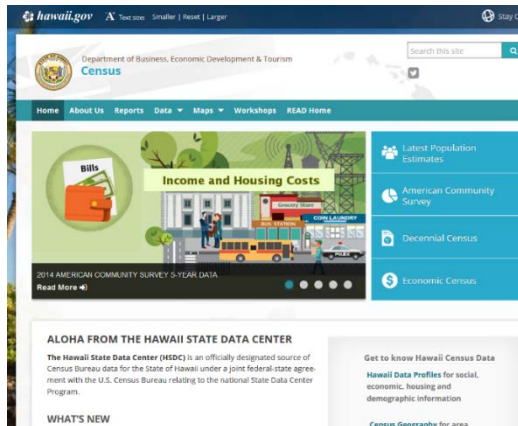 hawaii.gov
Text size: Smaller | Reset | Larger
Stay
Department of Business, Economic Development & Tourism
Census
Search this site
Home About Us Reports Data Maps Workshops READ Home
Bills
Income and Housing Costs
Grocery Store
COIN LAUNDRY
BUS STATION
POLICE
2014 AMERICAN COMMUNITY SURVEY 5-YEAR DATA
Read More
Latest Population
Estimates
American Community
Survey
Decennial Census
Economic Census
ALOHA FROM THE HAWAII STATE DATA CENTER
The Hawaii State Data Center (HSDC) is an officially designated source of
Census Bureau data for the State of Hawaii under a joint federal-state agree-
ment with the U.S. Census Bureau relating to the national State Data Center
Program.
WHAT'S NEW
Get to know Hawaii Census Data
Hawaii Data Profiles for social,
economic, housing and
demographic information
Census Geography for area